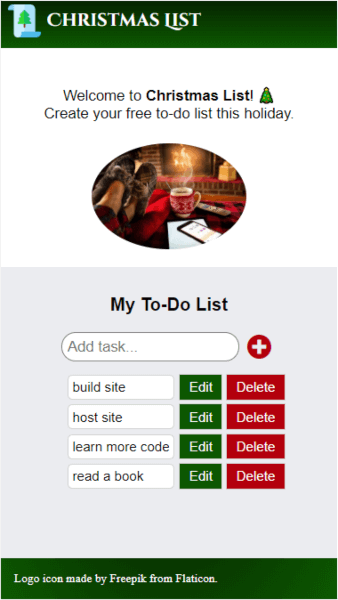 Christmas List
Welcome to Christmas List! 🎄
Create your free to-do list this holiday.
My To-Do List
Add task...
build site Edit Delete
host site Edit Delete
learn more code Edit Delete
read a book Edit Delete
Logo icon made by Freepik from Flaticon.